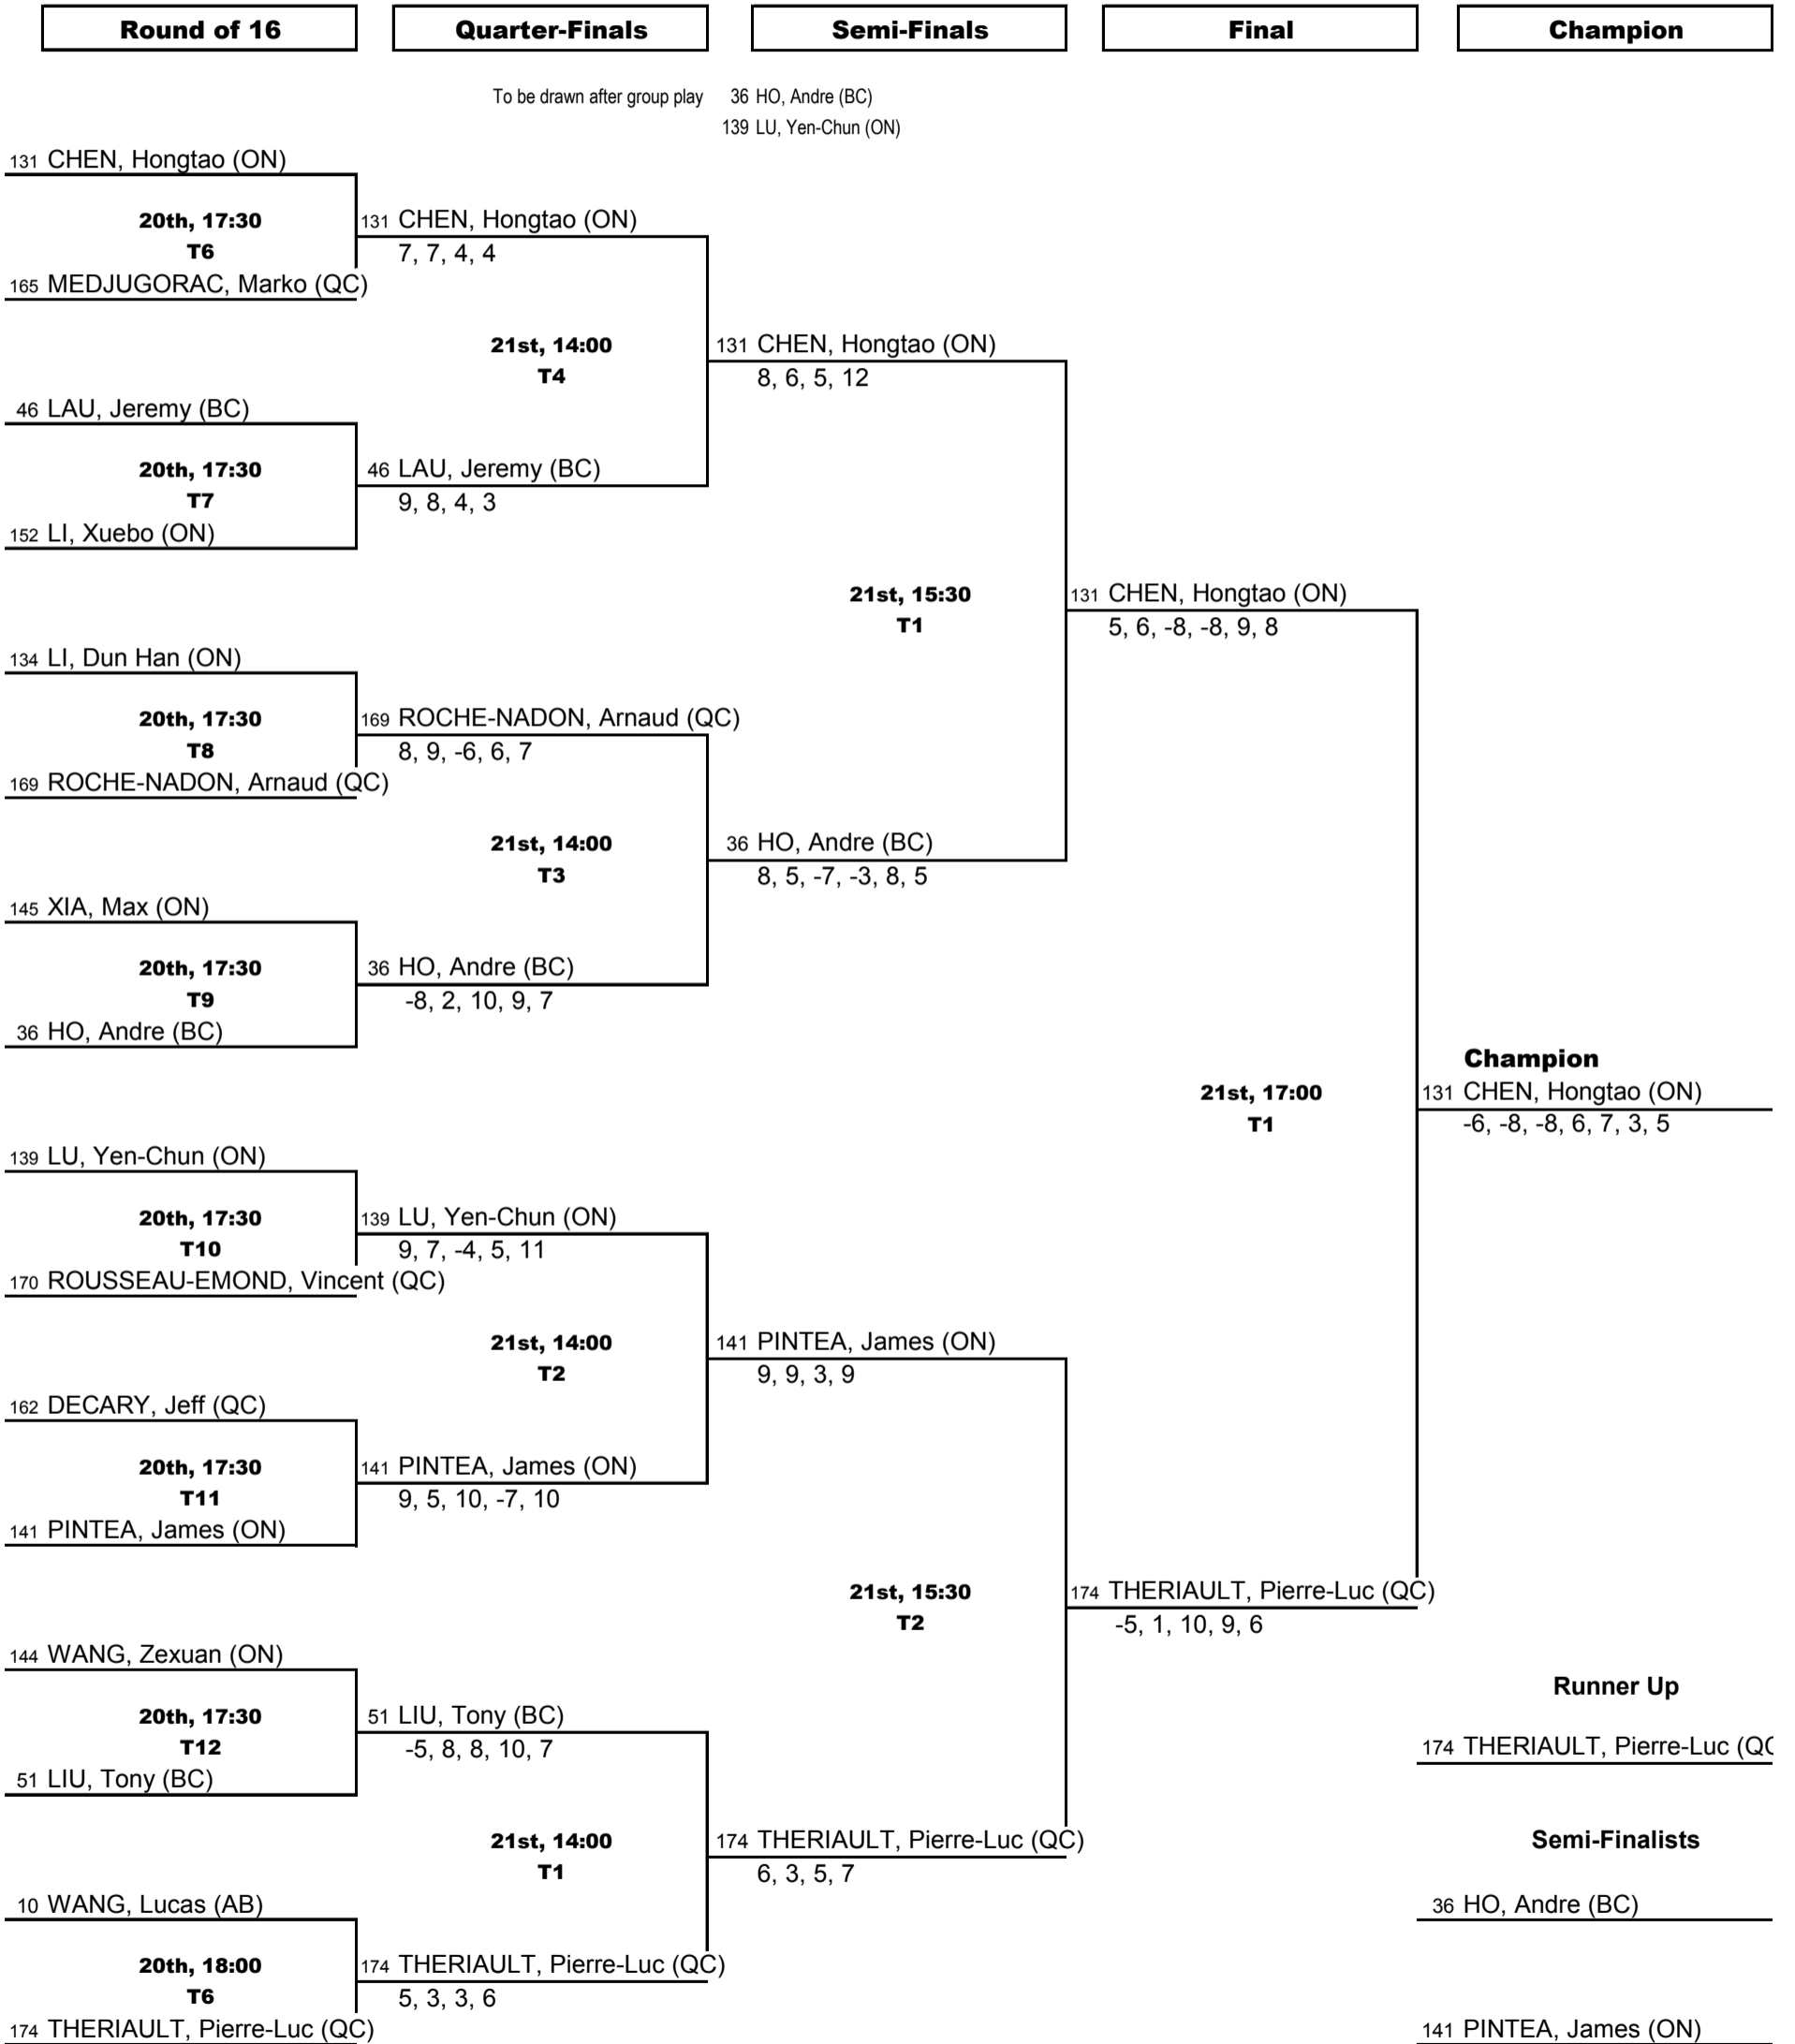 Round of 16 Quarter-Finals Semi-Finals Final Champion
To be drawn after group play 36 HO, Andre (BC)
139 LU, Yen-Chun (ON)
131 CHEN, Hongtao (ON)
20th, 17:30 131 CHEN, Hongtao (ON)
T6 7, 7, 4, 4
165 MEDJUGORAC, Marko (QC)
21st, 14:00 131 CHEN, Hongtao (ON)
T4 8, 6, 5, 12
46 LAU, Jeremy (BC)
20th, 17:30 46 LAU, Jeremy (BC)
T7 9, 8, 4, 3
152 LI, Xuebo (ON)
21st, 15:30 131 CHEN, Hongtao (ON)
T1 5, 6, -8, -8, 9, 8
134 LI, Dun Han (ON)
20th, 17:30 169 ROCHE-NADON, Arnaud (QC)
T8 8, 9, -6, 6, 7
169 ROCHE-NADON, Arnaud (QC)
21st, 14:00 36 HO, Andre (BC)
T3 8, 5, -7, -3, 8, 5
145 XIA, Max (ON)
20th, 17:30 36 HO, Andre (BC)
T9 -8, 2, 10, 9, 7
36 HO, Andre (BC)
Champion
21st, 17:00 131 CHEN, Hongtao (ON)
T1 -6, -8, -8, 6, 7, 3, 5
139 LU, Yen-Chun (ON)
20th, 17:30 139 LU, Yen-Chun (ON)
T10 9, 7, -4, 5, 11
170 ROUSSEAU-EMOND, Vincent (QC)
21st, 14:00 141 PINTEA, James (ON)
T2 9, 9, 3, 9
162 DECARY, Jeff (QC)
20th, 17:30 141 PINTEA, James (ON)
T11 9, 5, 10, -7, 10
141 PINTEA, James (ON)
21st, 15:30 174 THERIAULT, Pierre-Luc (QC)
T2 -5, 1, 10, 9, 6
144 WANG, Zexuan (ON)
Runner Up
20th, 17:30 51 LIU, Tony (BC)
T12 -5, 8, 8, 10, 7
174 THERIAULT, Pierre-Luc (QC
51 LIU, Tony (BC)
21st, 14:00 174 THERIAULT, Pierre-Luc (QC) Semi-Finalists
T1 6, 3, 5, 7
10 WANG, Lucas (AB) 36 HO, Andre (BC)
20th, 18:00 174 THERIAULT, Pierre-Luc (QC)
T6 5, 3, 3, 6
174 THERIAULT, Pierre-Luc (QC) 141 PINTEA, James (ON)